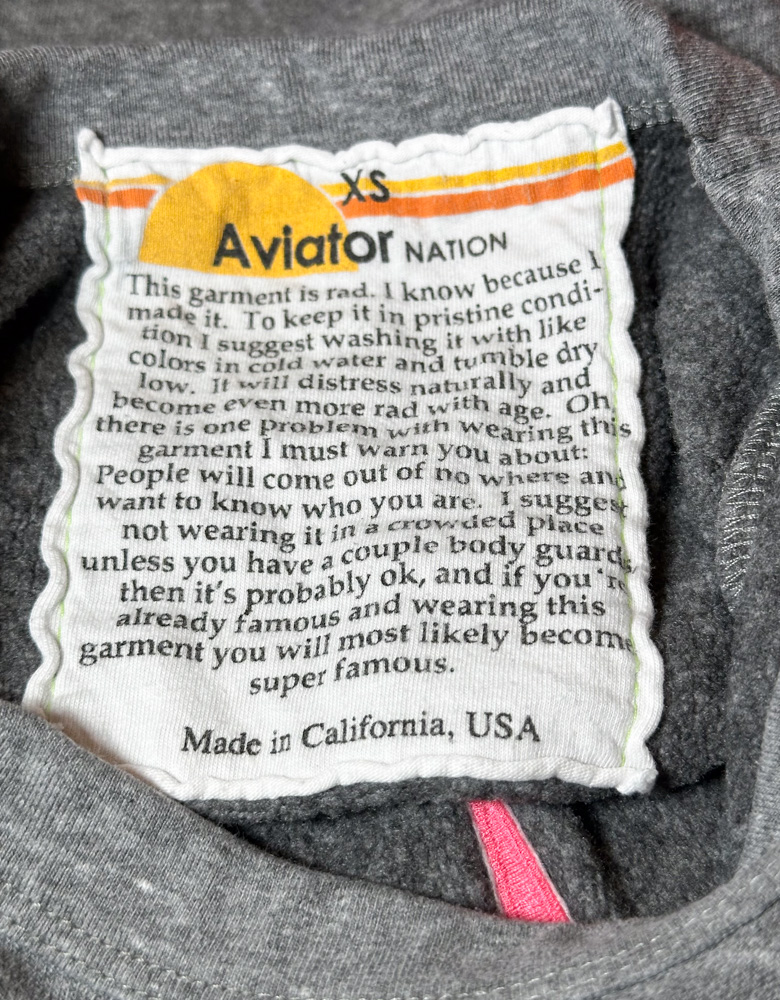 XS
Aviator NATION
This garment is rad. I know because I
made it. To keep it in pristine condi-
tion I suggest washing it with like
colors in cold water and tumble dry
low. It will distress naturally and
become even more rad with age. Oh,
there is one problem with wearing this
garment I must warn you about:
People will come out of no where and
want to know who you are. I suggest
not wearing it in a crowded place
unless you have a couple body guards,
then it's probably ok, and if you're
already famous and wearing this
garment you will most likely become
super famous.
Made in California, USA